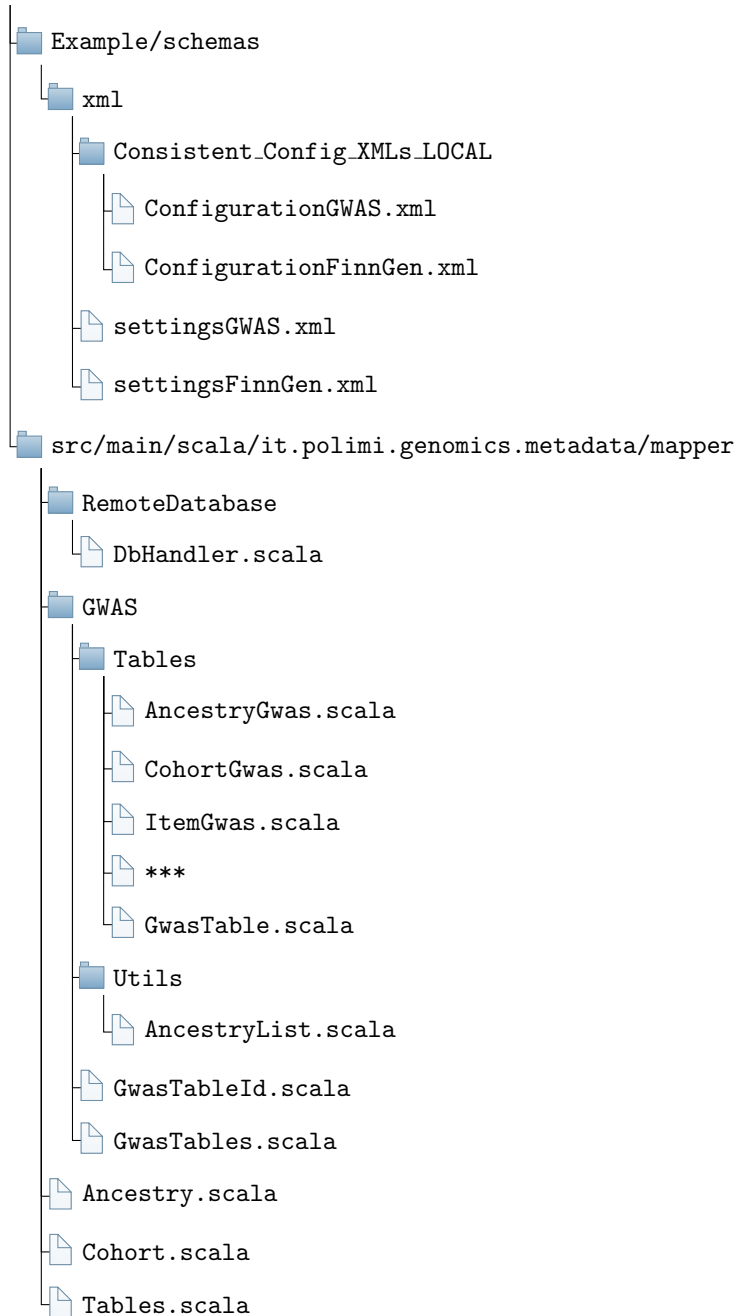 Example/schemas
xml
Consistent_Config_XMLs_LOCAL
ConfigurationGWAS.xml
ConfigurationFinnGen.xml
settingsGWAS.xml
settingsFinnGen.xml
src/main/scala/it.polimi.genomics.metadata/mapper
RemoteDatabase
DbHandler.scala
GWAS
Tables
AncestryGwas.scala
CohortGwas.scala
ItemGwas.scala
***
GwasTable.scala
Utils
AncestryList.scala
GwasTableId.scala
GwasTables.scala
Ancestry.scala
Cohort.scala
Tables.scala